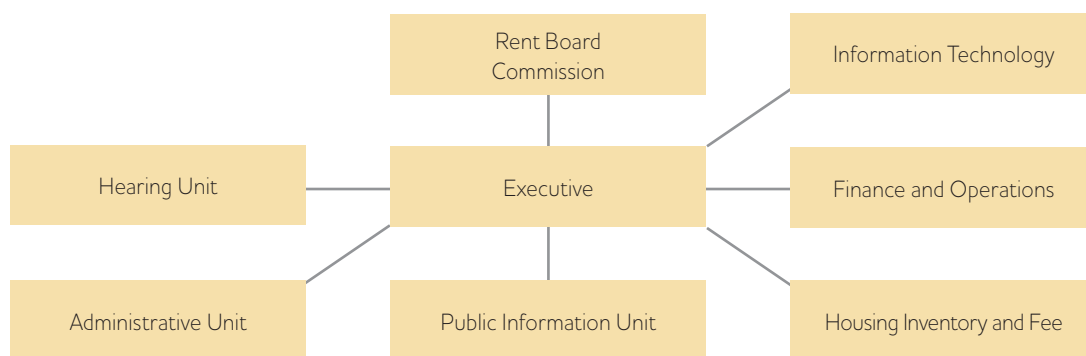 Rent Board
Commission
Information Technology
Hearing Unit
Executive
Finance and Operations
Administrative Unit
Public Information Unit
Housing Inventory and Fee